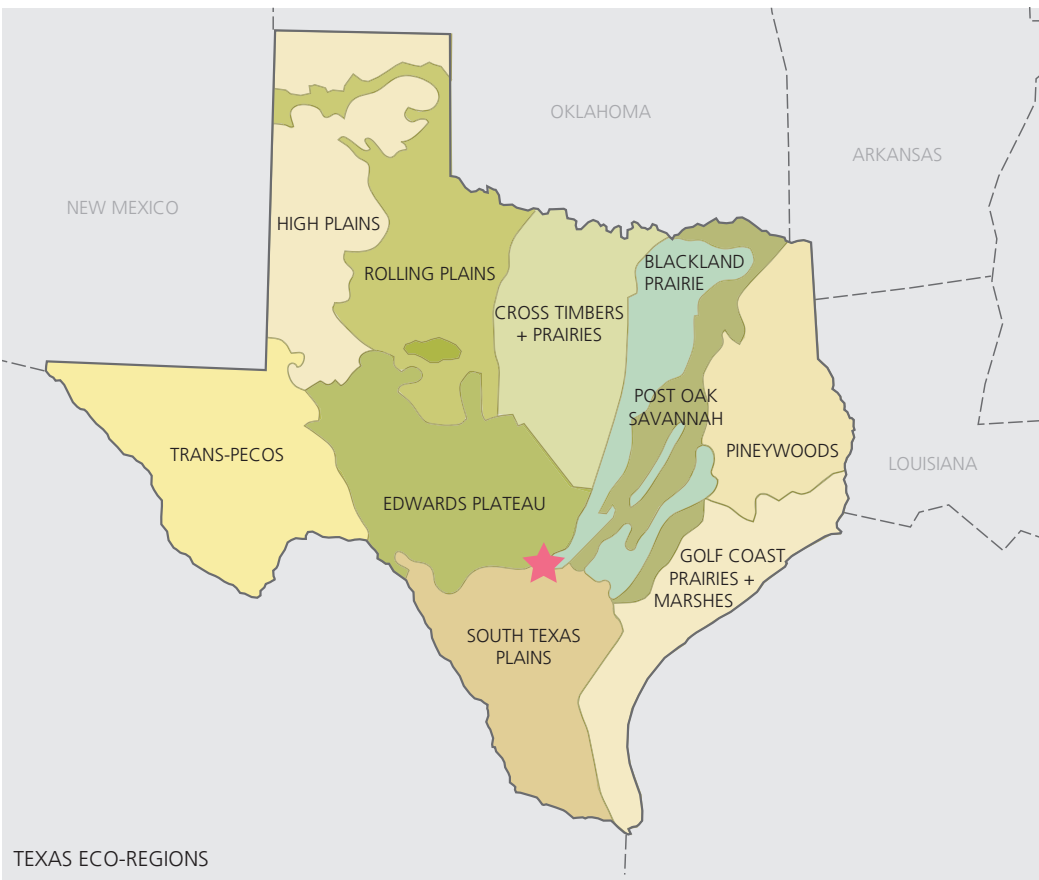 OKLAHOMA
ARKANSAS
NEW MEXICO
HIGH PLAINS
ROLLING PLAINS
BLACKLAND
PRAIRIE
CROSS TIMBERS
+ PRAIRIES
POST OAK
SAVANNAH
TRANS-PECOS
PINEYWOODS
LOUISIANA
EDWARDS PLATEAU
GOLF COAST
PRAIRIES +
MARSHES
SOUTH TEXAS
PLAINS
TEXAS ECO-REGIONS